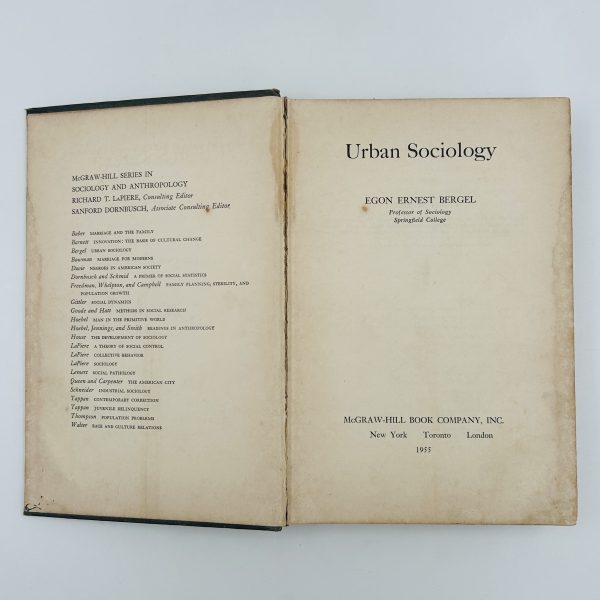 McGRAW-HILL SERIES IN
SOCIOLOGY AND ANTHROPOLOGY
RICHARD T. LaPIERE, Consulting Editor
SANFORD DORNBUSCH, Associate Consulting Editor
Baber MARRIAGE AND THE FAMILY
Barnett INNOVATION: THE BASIS OF CULTURAL CHANGE
Bergel URBAN SOCIOLOGY
Bowman MARRIAGE FOR MODERNS
Davie NEGROES IN AMERICAN SOCIETY
Dornbusch and Schmid A PRIMER OF SOCIAL STATISTICS
Freedman, Whelpton, and Campbell FAMILY PLANNING, STERILITY, AND
POPULATION GROWTH
Gittler SOCIAL DYNAMICS
Goode and Hatt METHODS IN SOCIAL RESEARCH
Hoebel MAN IN THE PRIMITIVE WORLD
Hoebel, Jennings, and Smith READINGS IN ANTHROPOLOGY
House THE DEVELOPMENT OF SOCIOLOGY
LaPiere A THEORY OF SOCIAL CONTROL
LaPiere COLLECTIVE BEHAVIOR
LaPiere SOCIOLOGY
Lemert SOCIAL PATHOLOGY
Queen and Carpenter THE AMERICAN CITY
Schneider INDUSTRIAL SOCIOLOGY
Tappan CONTEMPORARY CORRECTION
Tappan JUVENILE DELINQUENCY
Thompson POPULATION PROBLEMS
Walter RACE AND CULTURE RELATIONS
Urban Sociology
EGON ERNEST BERGEL
Professor of Sociology
Springfield College
McGRAW-HILL BOOK COMPANY, INC.
New York Toronto London
1955